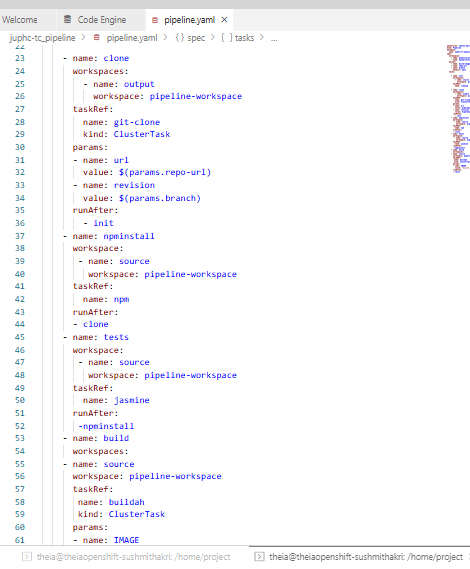 Welcome Code Engine pipeline.yaml ×
juphc-tc_pipeline > pipeline.yaml > {} spec > [ ] tasks > ...
22
23 - name: clone
24 workspaces:
25 - name: output
26 workspace: pipeline-workspace
27 taskRef:
28 name: git-clone
29 kind: ClusterTask
30 params:
31 - name: url
32 value: $(params.repo-url)
33 - name: revision
34 value: $(params.branch)
35 runAfter:
36 - init
37 - name: npminstall
38 workspace:
39 - name: source
40 workspace: pipeline-workspace
41 taskRef:
42 name: npm
43 runAfter:
44 - clone
45 - name: tests
46 workspace:
47 - name: source
48 workspace: pipeline-workspace
49 taskRef:
50 name: jasmine
51 runAfter:
52 -npminstall
53 - name: build
54 workspaces:
55 - name: source
56 workspace: pipeline-workspace
57 taskRef:
58 name: buildah
59 kind: ClusterTask
60 params:
61 - name: IMAGE
theia@theiaopenshift-sushmithakri: /home/project theia@theiaopenshift-sushmithakri: /home/project